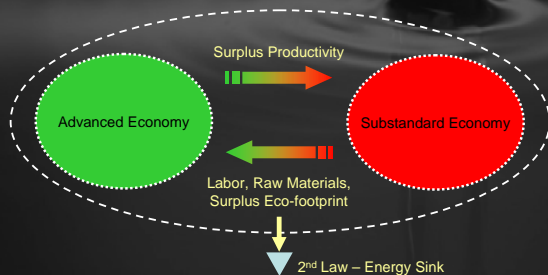 Surplus Productivity
Advanced Economy
Substandard Economy
Labor, Raw Materials,
Surplus Eco-footprint
2nd Law – Energy Sink